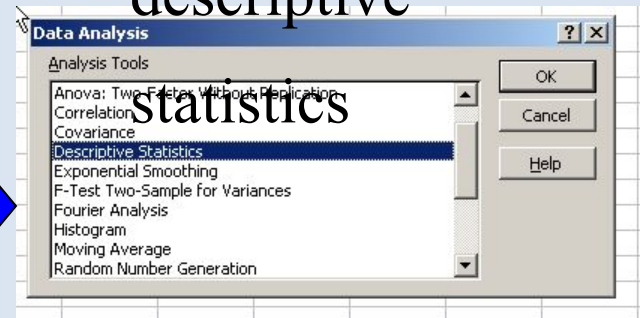 descriptive
Data Analysis ? X
Analysis Tools
OK
Anova: Two-Factor Without Replication
statistics
Correlation
Cancel
Covariance
Descriptive Statistics
Help
Exponential Smoothing
F-Test Two-Sample for Variances
Fourier Analysis
Histogram
Moving Average
Random Number Generation